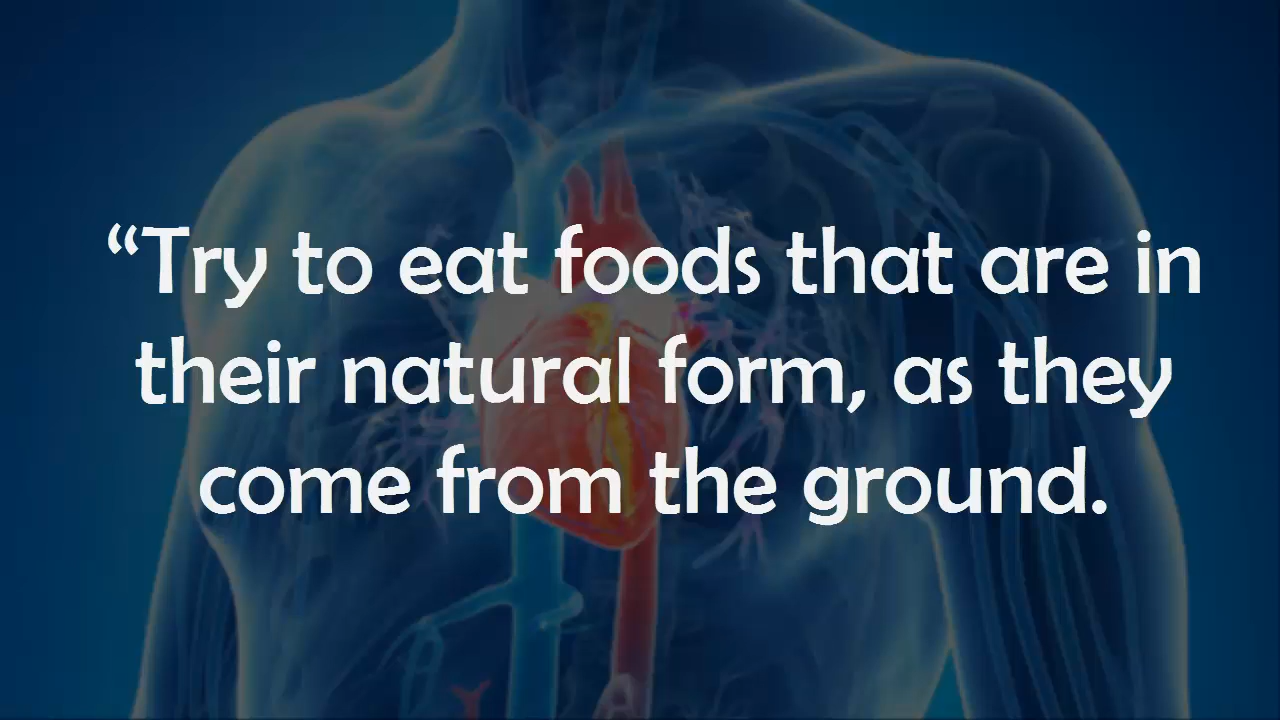 “Try to eat foods that are in
their natural form, as they
come from the ground.